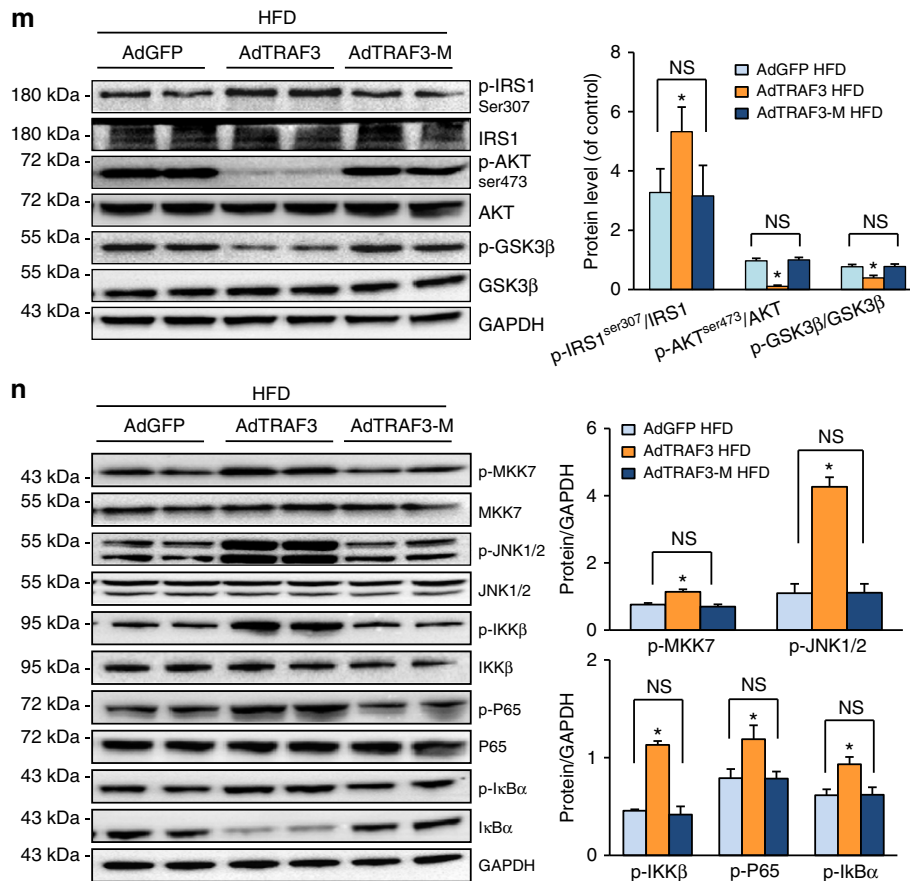 m
HFD
AdGFP AdTRAF3 AdTRAF3-M
180 kDa p-IRS1
Ser307
180 kDa IRS1
72 kDa p-AKT
ser473
72 kDa AKT
55 kDa p-GSK3β
55 kDa GSK3β
43 kDa GAPDH
Protein level (of control)
8
6
4
2
0
AdGFP HFD
AdTRAF3 HFD
AdTRAF3-M HFD
NS
*
NS
*
NS
*
p-IRS1ser307/IRS1
p-AKTser473/AKT
p-GSK3β/GSK3β
n
HFD
AdGFP AdTRAF3 AdTRAF3-M
43 kDa p-MKK7
55 kDa MKK7
55 kDa p-JNK1/2
55 kDa JNK1/2
95 kDa p-IKKβ
95 kDa IKKβ
72 kDa p-P65
72 kDa P65
43 kDa p-IκBα
43 kDa IκBα
43 kDa GAPDH
Protein/GAPDH
6
4
2
0
AdGFP HFD
AdTRAF3 HFD
AdTRAF3-M HFD
NS
*
NS
*
p-MKK7 p-JNK1/2
Protein/GAPDH
2
1
0
NS
*
NS
*
NS
*
p-IKKβ p-P65 p-IkBα